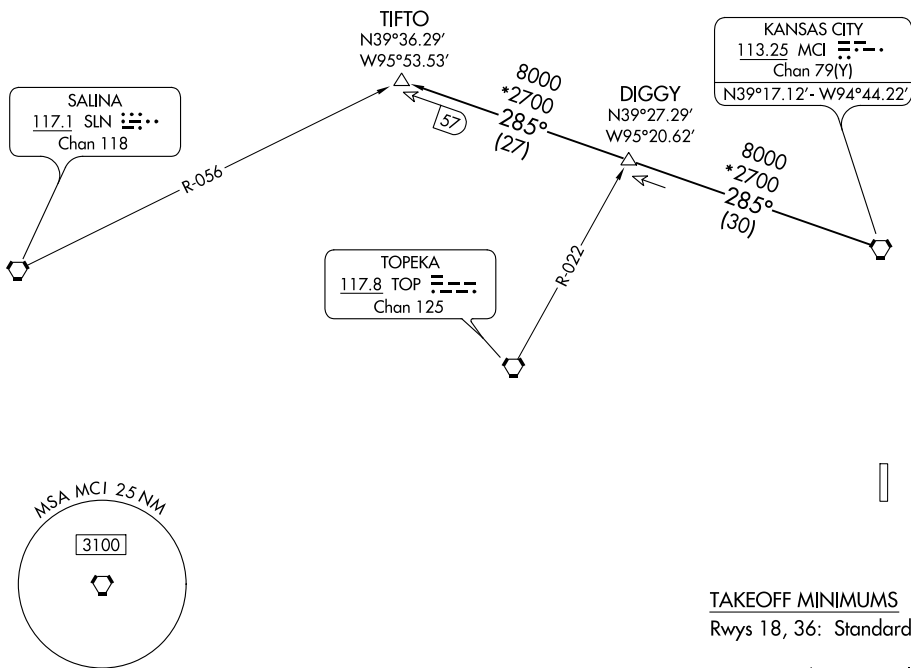 TIFTO
N39°36.29′
W95°53.53′
KANSAS CITY
113.25 MCI
Chan 79(Y)
N39°17.12′- W94°44.22′
SALINA
117.1 SLN
Chan 118
8000
*2700
285°
(27)
57
DIGGY
N39°27.29′
W95°20.62′
8000
*2700
285°
(30)
R-056
R-022
TOPEKA
117.8 TOP
Chan 125
MSA MCI 25 NM
3100
TAKEOFF MINIMUMS
Rwys 18, 36: Standard